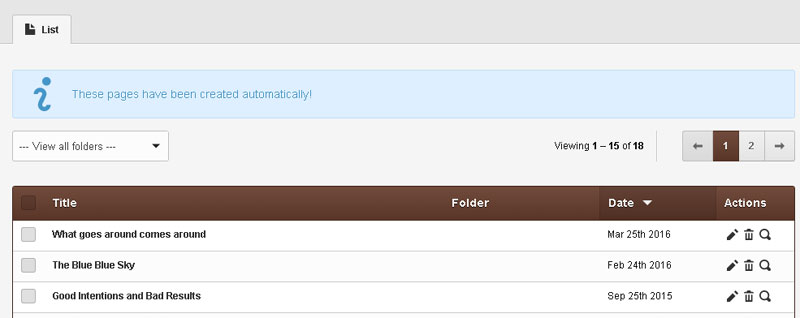 List
These pages have been created automatically!
--- View all folders ---
Viewing 1 – 15 of 18
1 2
Title Folder Date Actions
What goes around comes around Mar 25th 2016
The Blue Blue Sky Feb 24th 2016
Good Intentions and Bad Results Sep 25th 2015